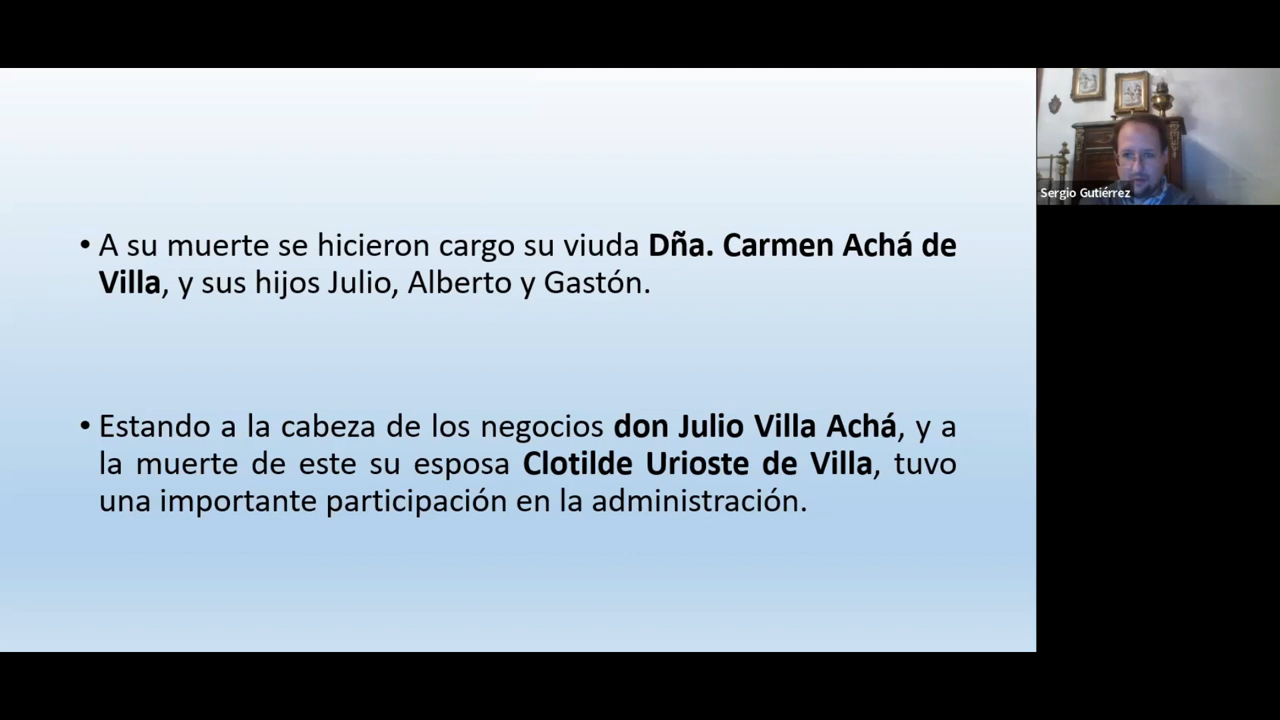 • A su muerte se hicieron cargo su viuda Dña. Carmen Achá de
Villa, y sus hijos Julio, Alberto y Gastón.
• Estando a la cabeza de los negocios don Julio Villa Achá, y a
la muerte de este su esposa Clotilde Urioste de Villa, tuvo
una importante participación en la administración.
Sergio Gutiérrez